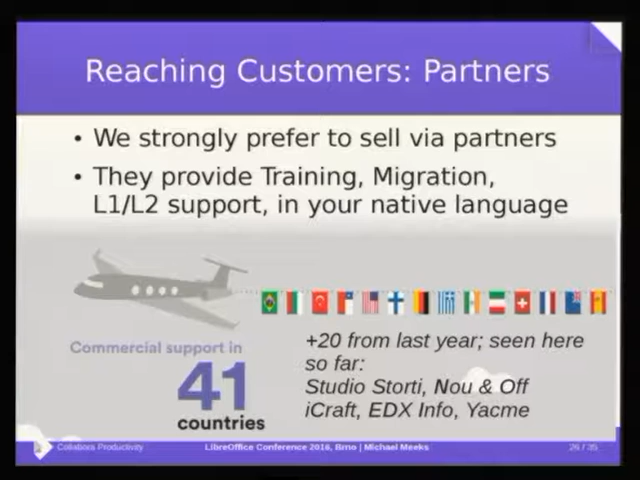 Reaching Customers: Partners
• We strongly prefer to sell via partners
• They provide Training, Migration,
L1/L2 support, in your native language
Commercial support in
41
countries
+20 from last year; seen here
so far:
Studio Storti, Nou & Off
iCraft, EDX Info, Yacme
Collabora Productivity
LibreOffice Conference 2016, Brno | Michael Meeks
26 / 35